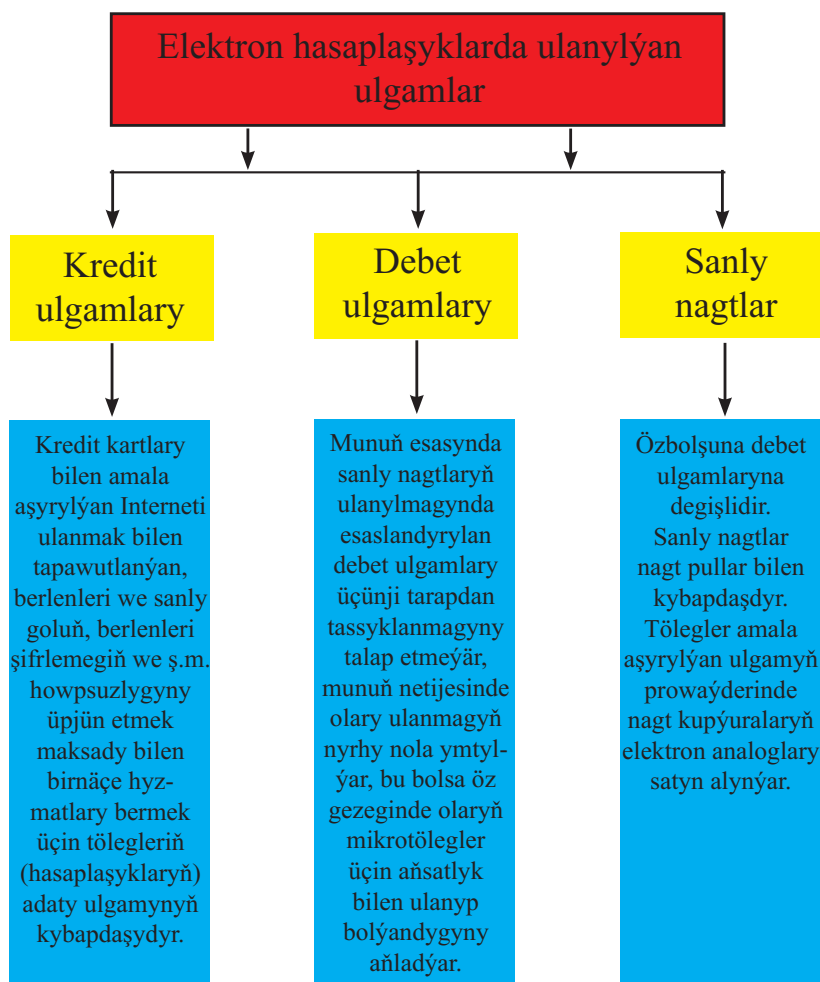 Elektron hasaplaşyklarda ulanylýan
ulgamlar
Kredit
ulgamlary
Debet
ulgamlary
Sanly
nagtlar
Kredit kartlary
bilen amala
aşyrylýan Interneti
ulanmak bilen
tapawutlanýan,
berlenleri we sanly
goluň, berlenleri
şifrlemegiň we ş.m.
howpsuzlygyny
üpjün etmek
maksady bilen
birnäçe hyz-
matlary bermek
üçin tölegleriň
(hasaplaşyklaryň)
adaty ulgamynyň
kybapdaşydyr.
Munuň esasynda
sanly nagtlaryň
ulanylmagynda
esaslandyrylan
debet ulgamlary
üçünji tarapdan
tassyklanmagyny
talap etmeýär,
munuň netijesinde
olary ulanmagyň
nyrhy nola ymtyl-
ýar, bu bolsa öz
gezeginde olaryň
mikrotölegler
üçin aňsatlyk
bilen ulanyp
bolýandygyny
aňladýar.
Özbolşuna debet
ulgamlaryna
degişlidir.
Sanly nagtlar
nagt pullar bilen
kybapdaşdyr.
Tölegler amala
aşyrylýan ulgamyň
prowaýderinde
nagt kupýuralaryň
elektron analoglary
satyn alynýar.